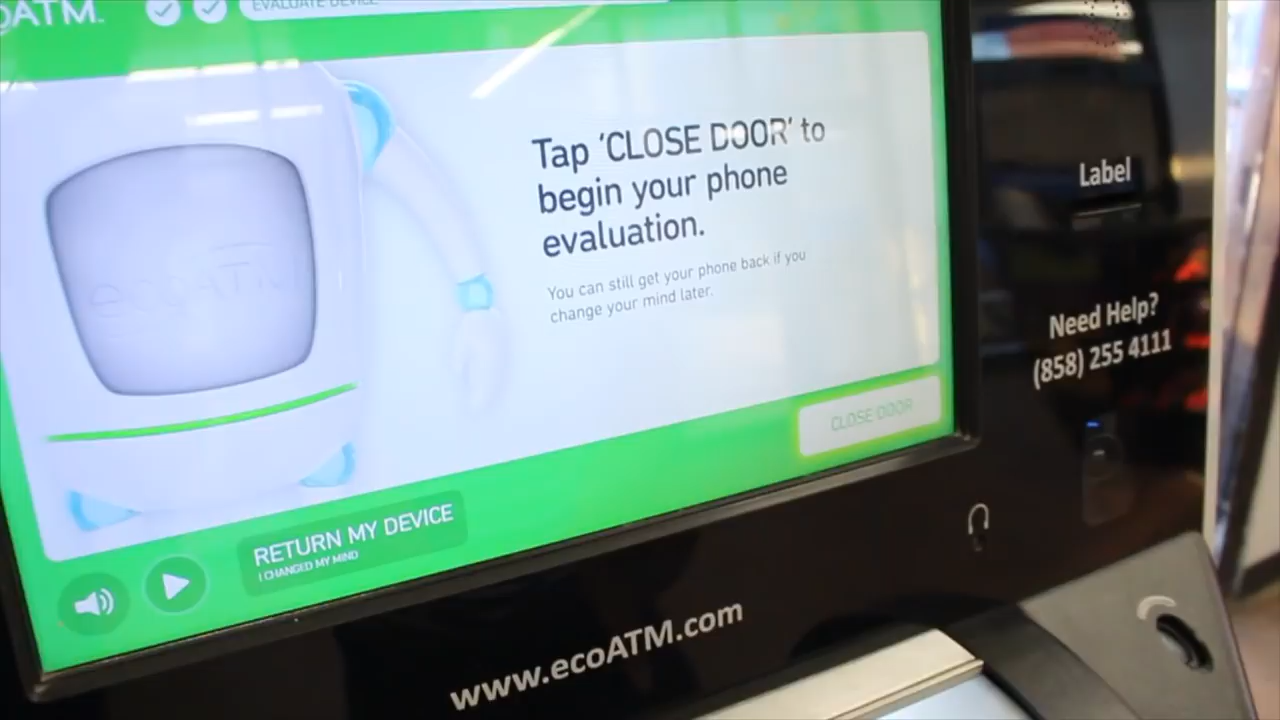 ecoATM.
EVALUATE DEVICE
Tap ‘CLOSE DOOR’ to
begin your phone
evaluation.
You can still get your phone back if you
change your mind later.
ecoATM
CLOSE DOOR
RETURN MY DEVICE
I CHANGED MY MIND
www.ecoATM.com
Label
Need Help?
(858) 255 4111